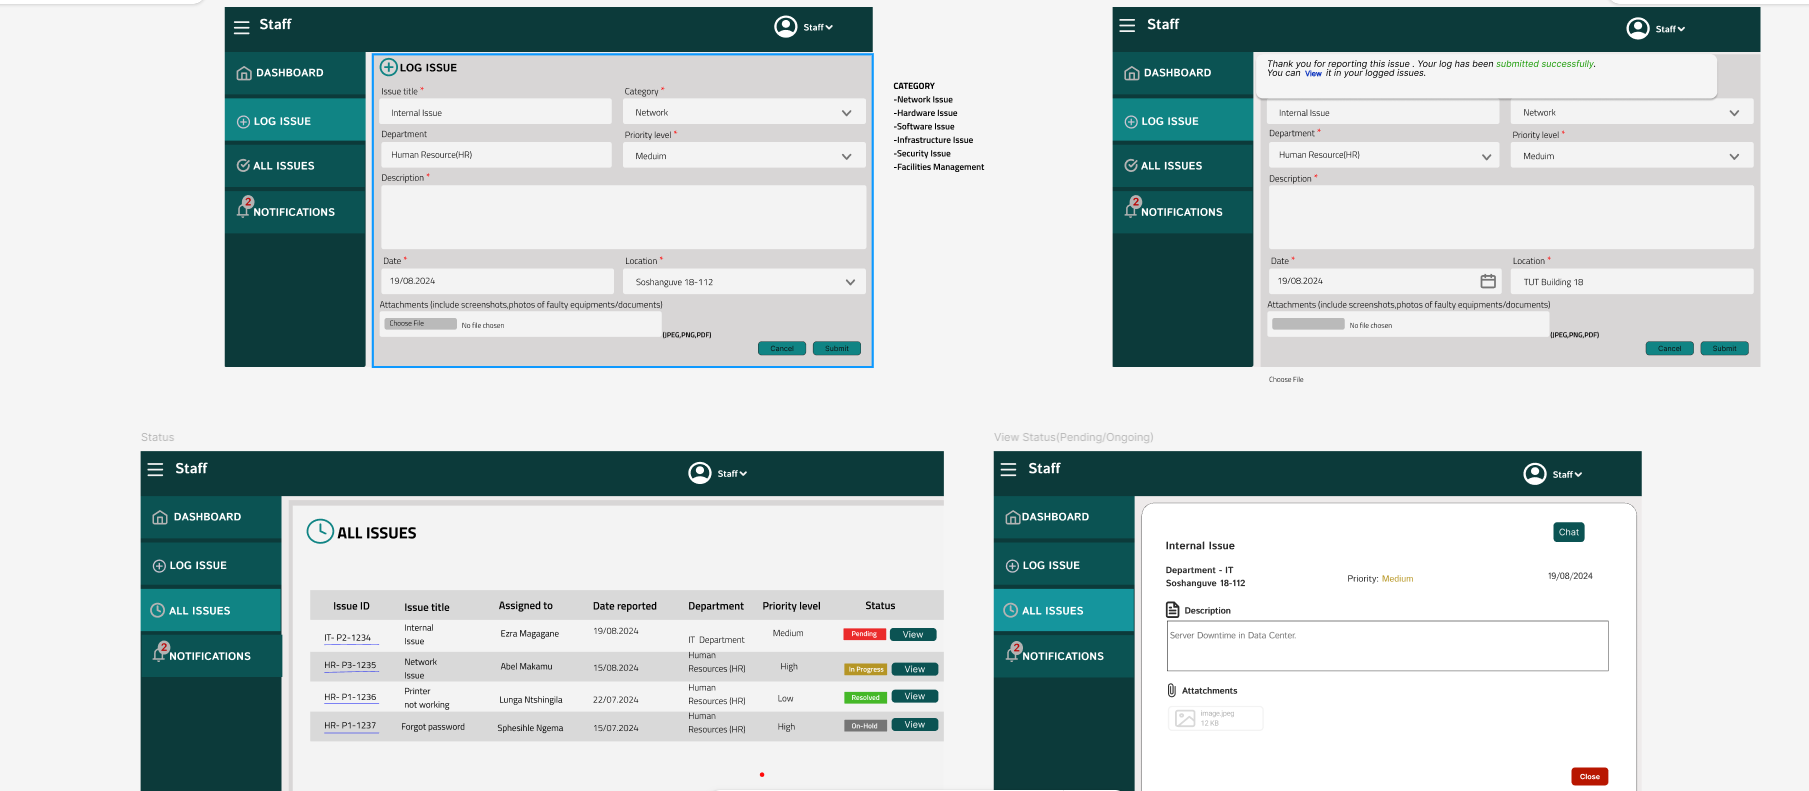 Staff
Staff
DASHBOARD
LOG ISSUE
ALL ISSUES
2
NOTIFICATIONS
LOG ISSUE
Issue title *
Category *
Internal Issue
Network
Department
Priority level *
Human Resource(HR)
Meduim
Description *
Date *
Location *
19/08.2024
Soshanguve 18-112
Attachments (include screenshots,photos of faulty equipments/documents)
Choose File
No file chosen
(JPEG,PNG,PDF)
Cancel
Submit
CATEGORY
-Network Issue
-Hardware Issue
-Software Issue
-Infrastructure Issue
-Security Issue
-Facilities Management
Staff
Staff
DASHBOARD
LOG ISSUE
ALL ISSUES
2
NOTIFICATIONS
Thank you for reporting this issue . Your log has been submitted successfully.
You can View it in your logged issues.
Internal Issue
Network
Department *
Priority level *
Human Resource(HR)
Meduim
Description *
Date *
Location *
19/08.2024
TUT Building 18
Attachments (include screenshots,photos of faulty equipments/documents)
No file chosen
(JPEG,PNG,PDF)
Cancel
Submit
Choose File
Status
Staff
Staff
DASHBOARD
LOG ISSUE
ALL ISSUES
2
NOTIFICATIONS
ALL ISSUES
Issue ID Issue title Assigned to Date reported Department Priority level Status
IT- P2-1234 Internal Issue Ezra Magagane 19/08.2024 IT Department Medium Pending View
HR- P3-1235 Network Issue Abel Makamu 15/08.2024 Human Resources (HR) High In Progress View
HR- P1-1236 Printer not working Lunga Ntshingila 22/07.2024 Human Resources (HR) Low Resolved View
HR- P1-1237 Forgot password Sphesihle Ngema 15/07.2024 Human Resources (HR) High On-Hold View
View Status(Pending/Ongoing)
Staff
Staff
DASHBOARD
LOG ISSUE
ALL ISSUES
2
NOTIFICATIONS
Chat
Internal Issue
Department - IT
Soshanguve 18-112
Priority: Medium
19/08/2024
Description
Server Downtime in Data Center.
Attatchments
image.jpeg
12 KB
Close